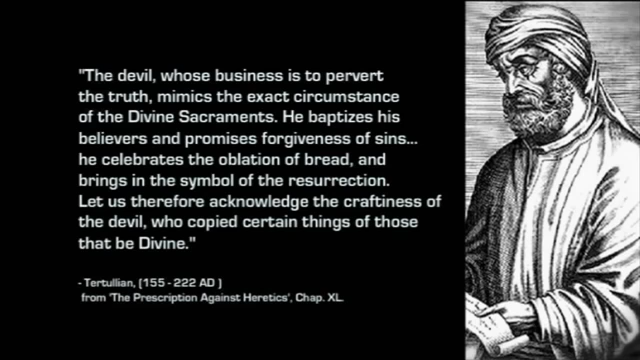 "The devil, whose business is to pervert
the truth, mimics the exact circumstance
of the Divine Sacraments. He baptizes his
believers and promises forgiveness of sins...
he celebrates the oblation of bread, and
brings in the symbol of the resurrection.
Let us therefore acknowledge the craftiness of
the devil, who copied certain things of those
that be Divine."
- Tertullian, (155 - 222 AD )
from 'The Prescription Against Heretics', Chap. XL.